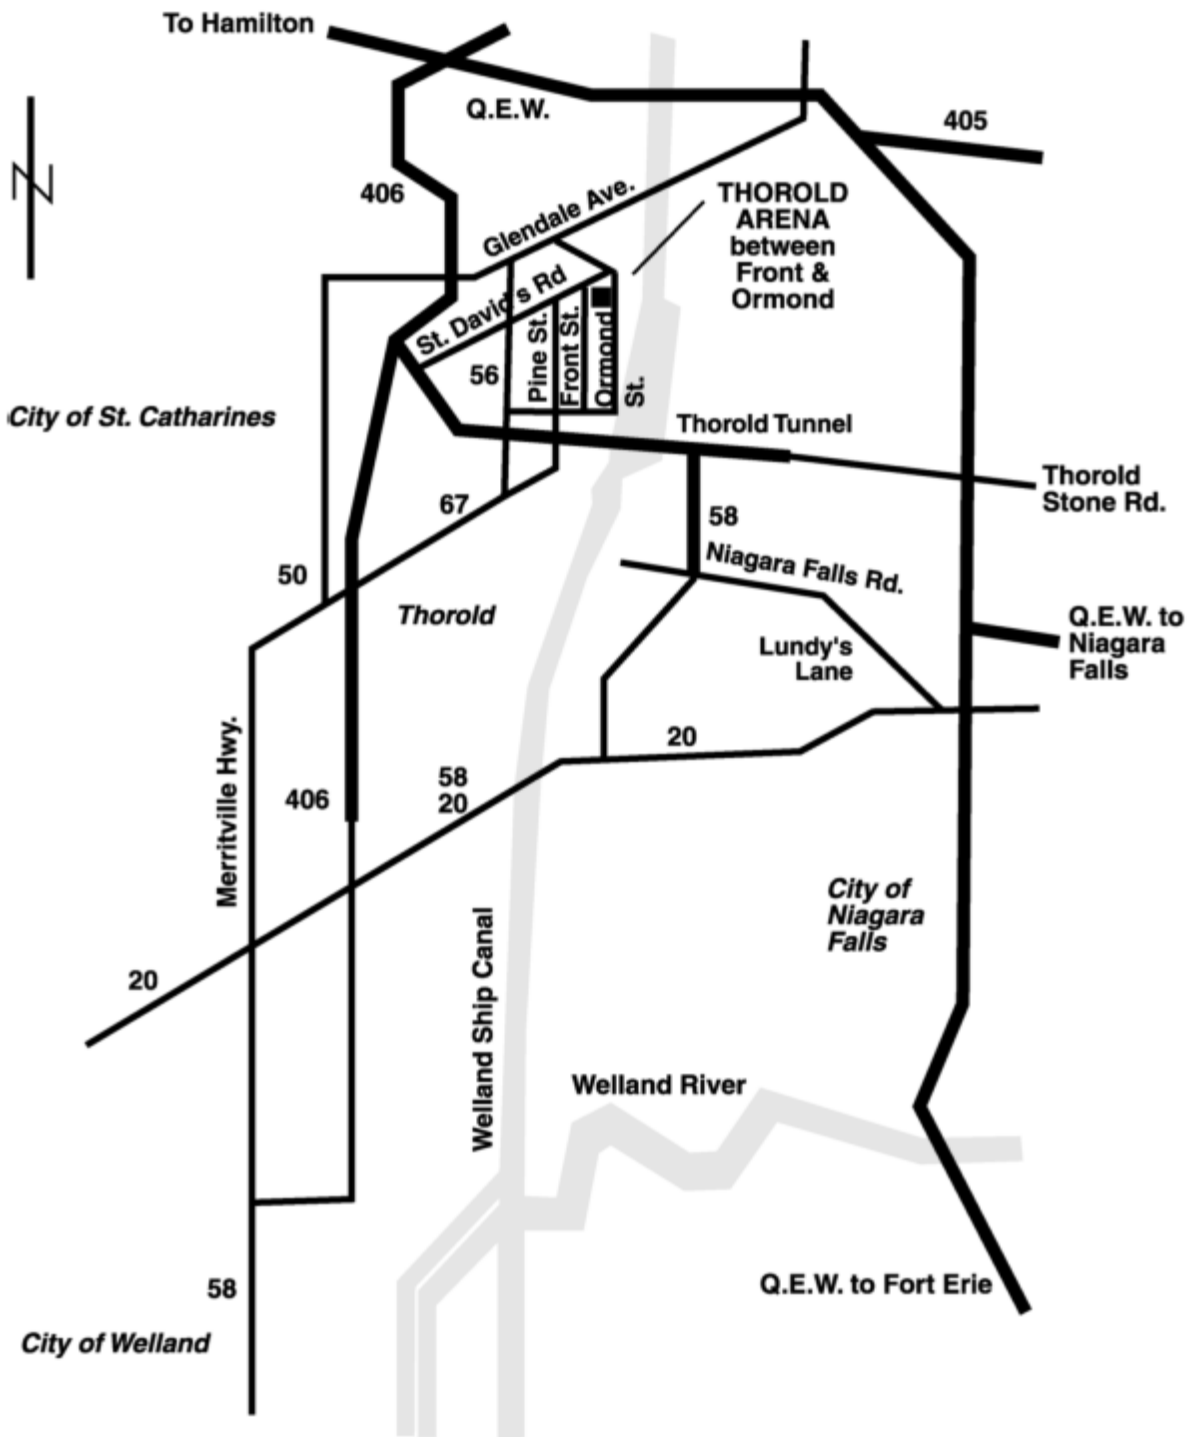 To Hamilton
Q.E.W.
405
406
Glendale Ave.
THOROLD
ARENA
between
Front &
Ormond
N
St. David's Rd
56
Pine St.
Front St.
Ormond
St.
City of St. Catharines
Thorold Tunnel
Thorold
Stone Rd.
67
58
Niagara Falls Rd.
50
Thorold
Lundy's
Lane
Q.E.W. to
Niagara
Falls
Merritville Hwy.
406
58
20
20
City of
Niagara
Falls
20
Welland Ship Canal
Welland River
58
Q.E.W. to Fort Erie
City of Welland